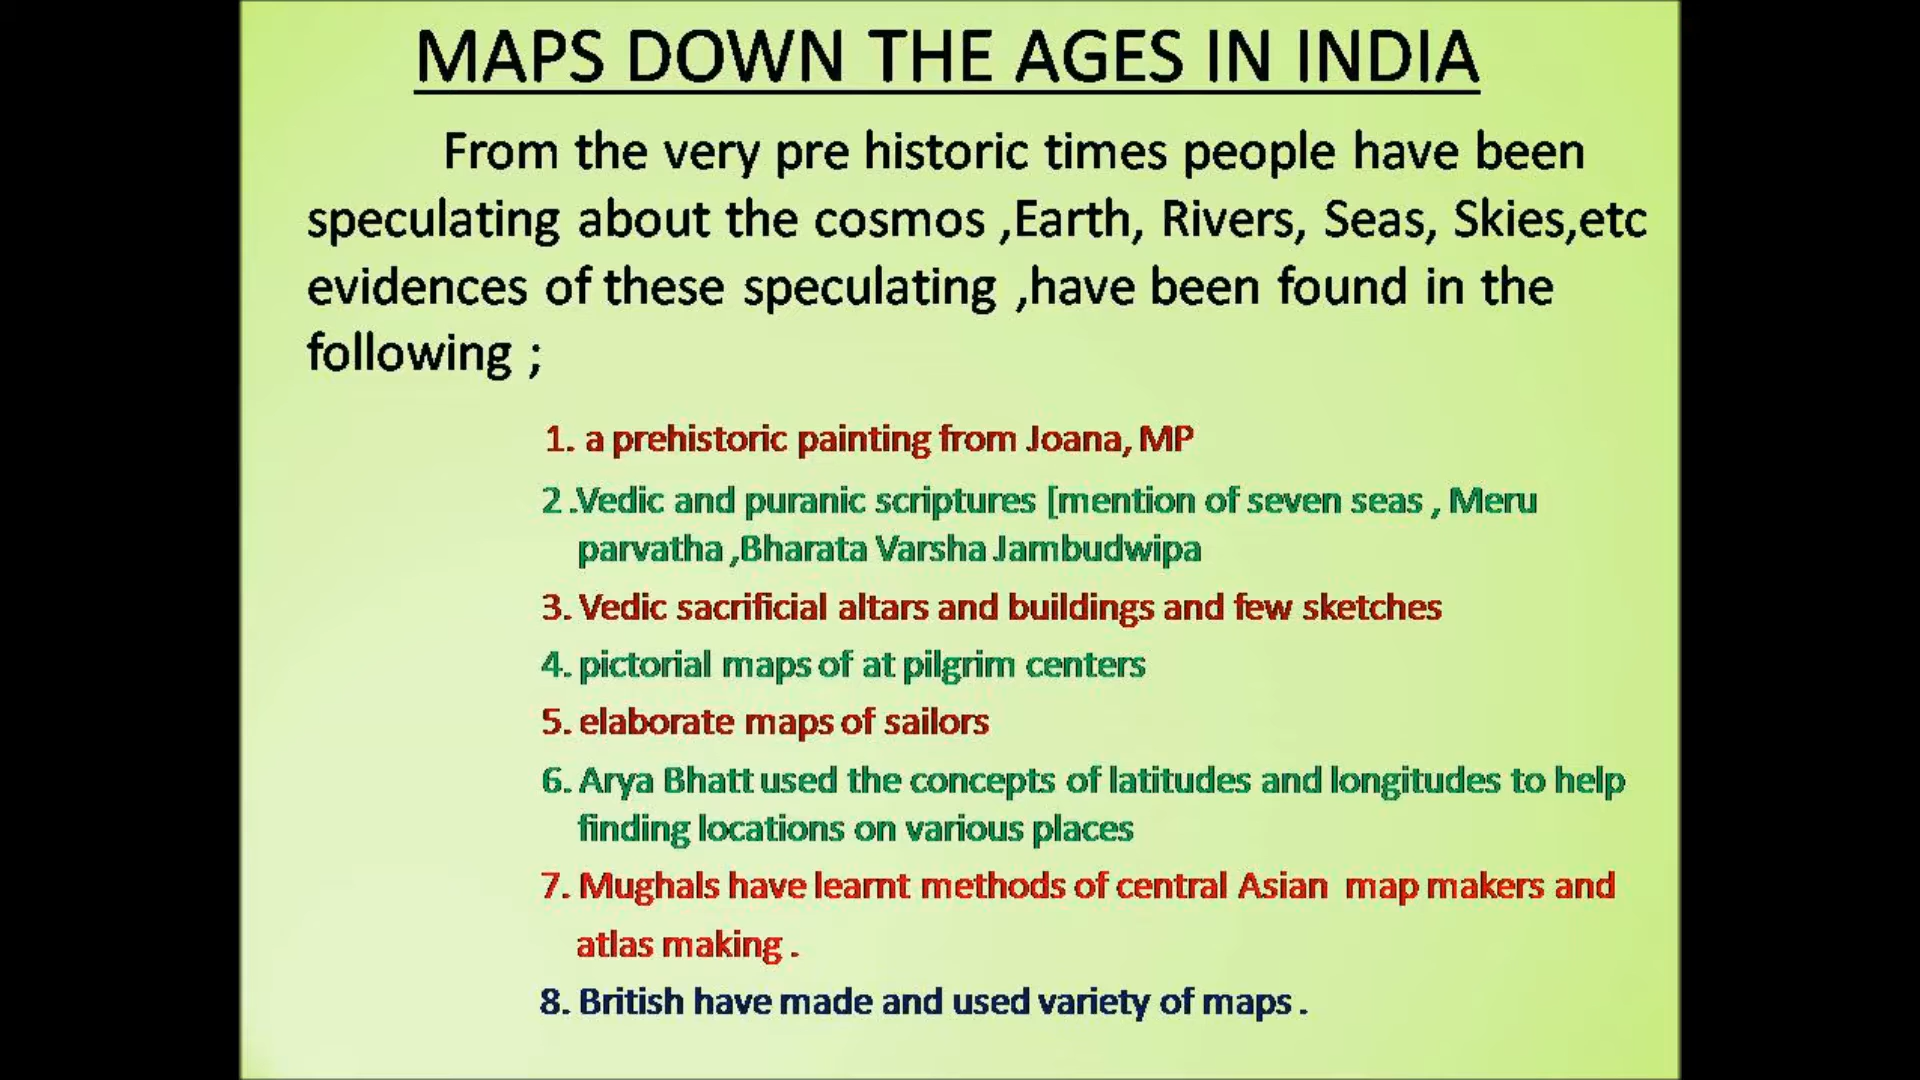 MAPS DOWN THE AGES IN INDIA
From the very pre historic times people have been
speculating about the cosmos ,Earth, Rivers, Seas, Skies,etc
evidences of these speculating ,have been found in the
following ;
1. a prehistoric painting from Joana, MP
2 .Vedic and puranic scriptures [mention of seven seas , Meru
parvatha ,Bharata Varsha Jambudwipa
3. Vedic sacrificial altars and buildings and few sketches
4. pictorial maps of at pilgrim centers
5. elaborate maps of sailors
6. Arya Bhatt used the concepts of latitudes and longitudes to help
finding locations on various places
7. Mughals have learnt methods of central Asian map makers and
atlas making .
8. British have made and used variety of maps .